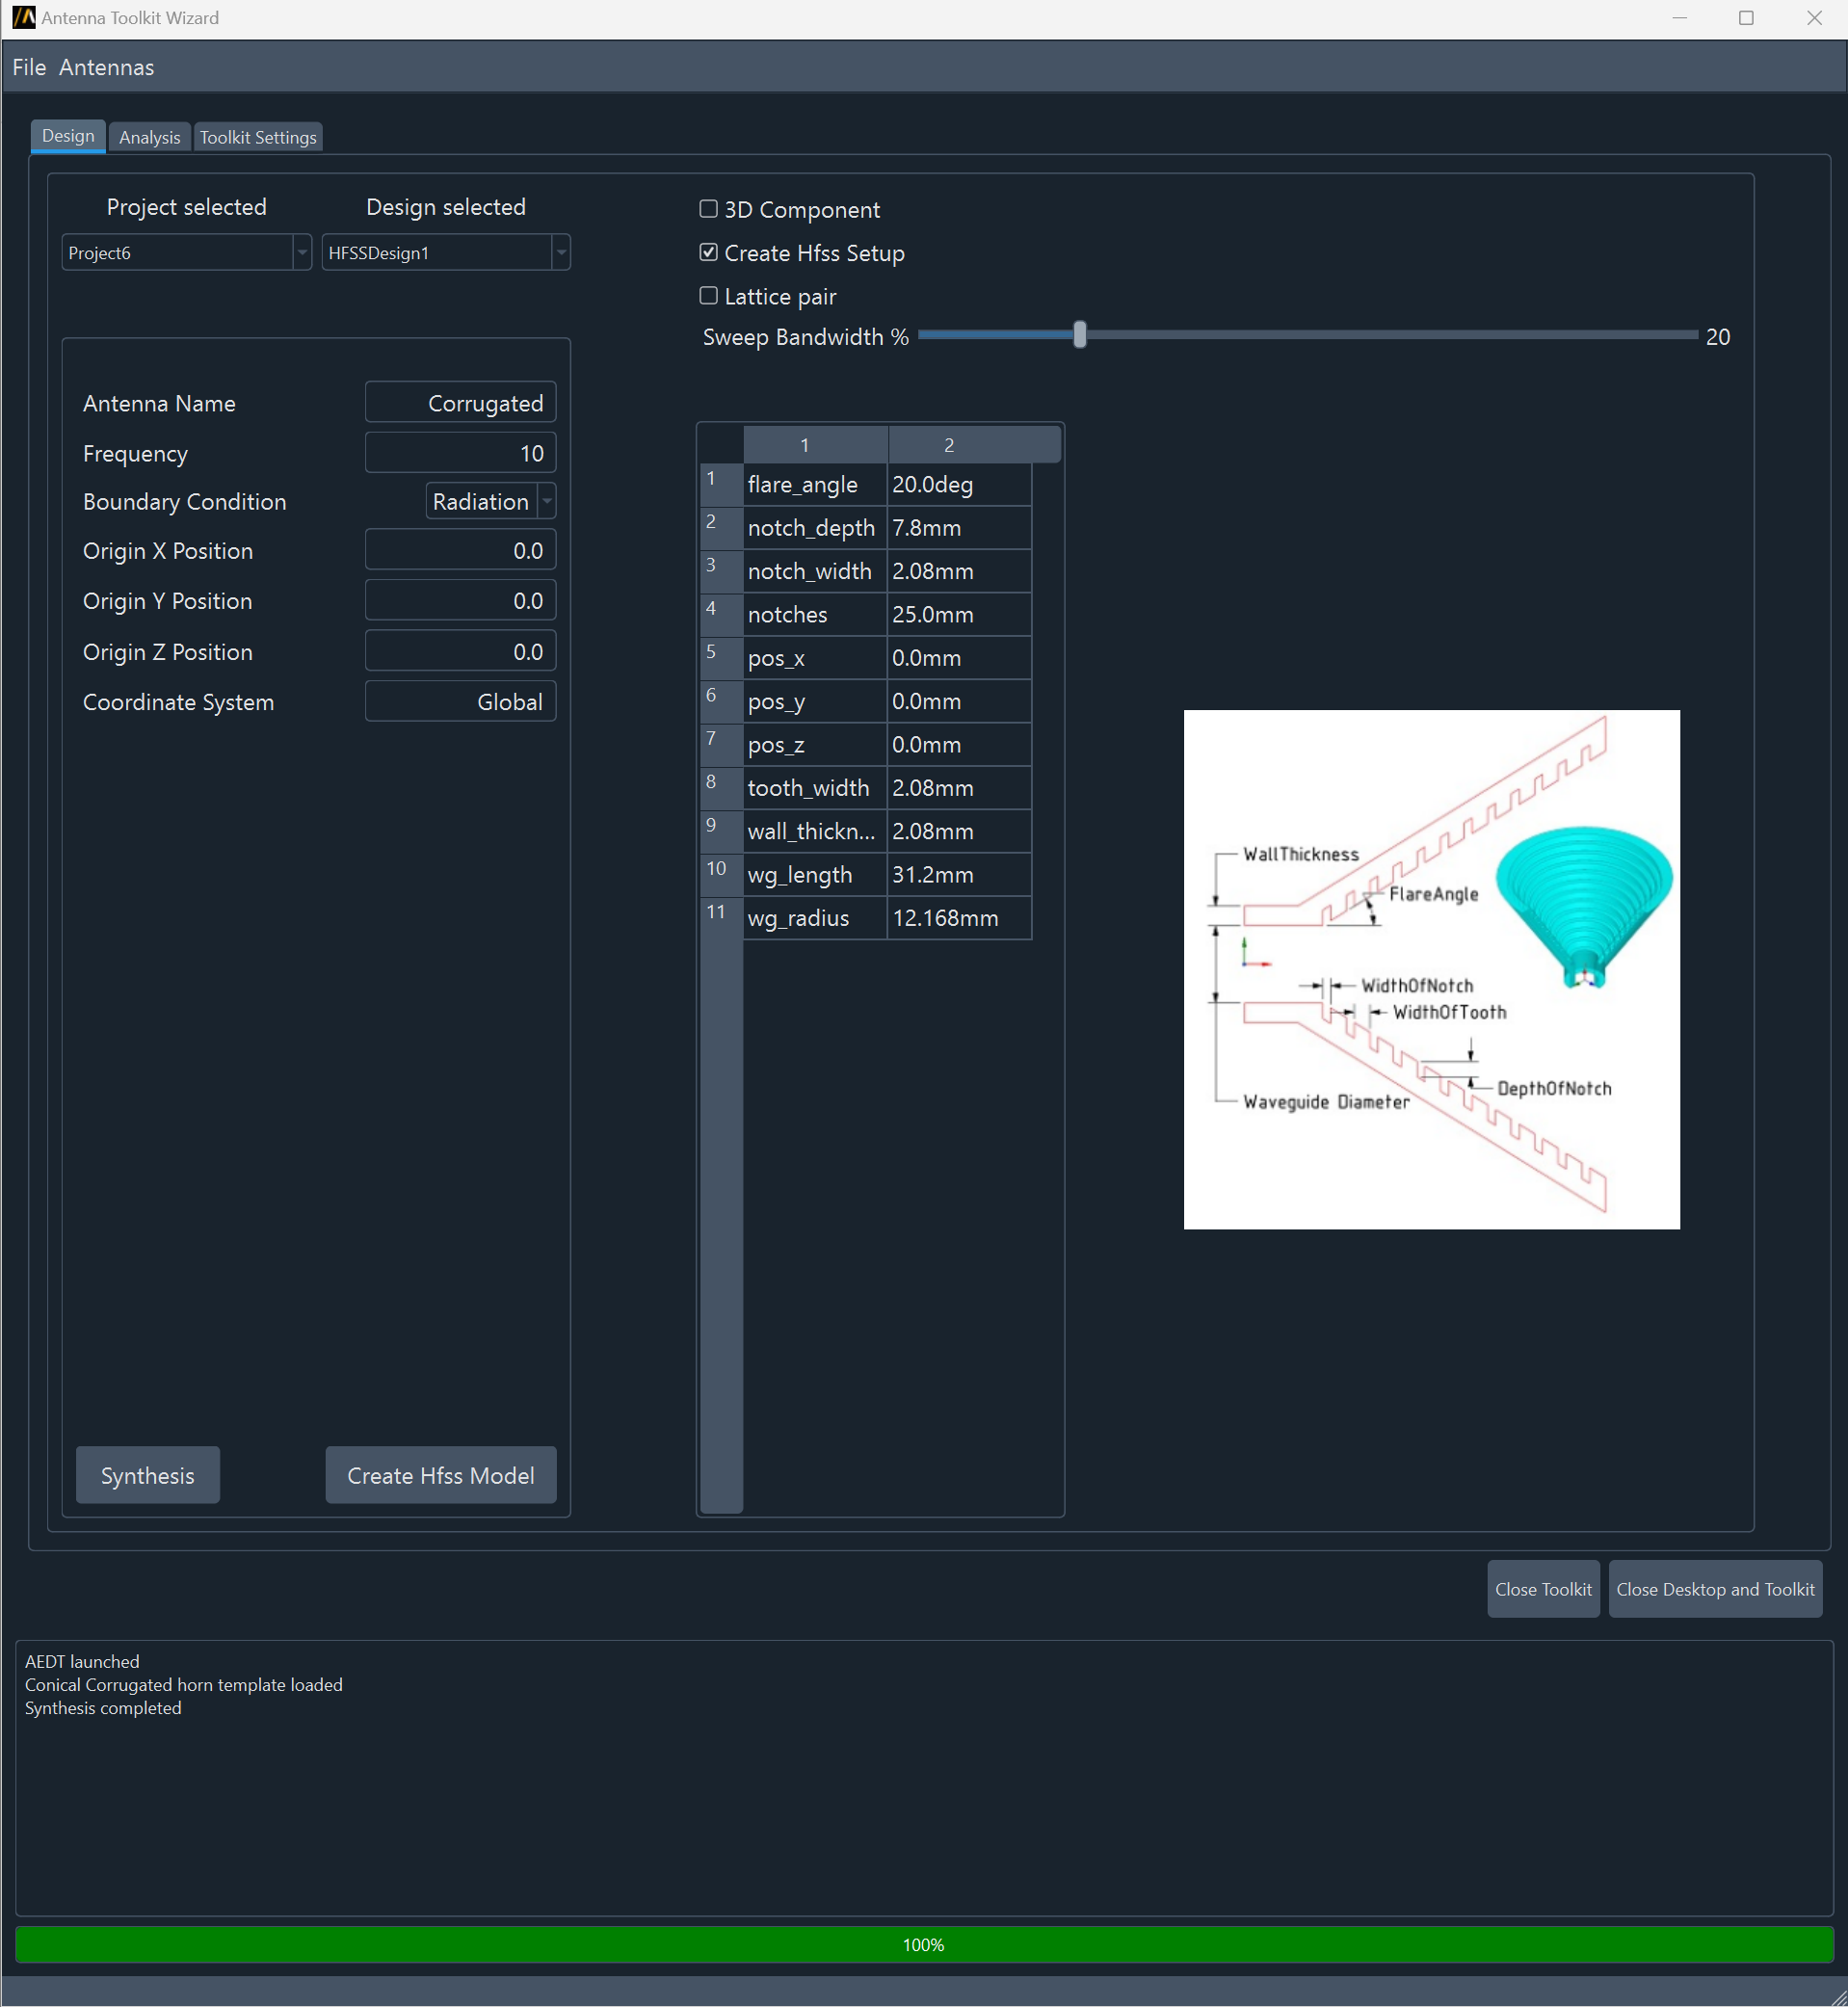 Antenna Toolkit Wizard
File Antennas
Design Analysis Toolkit Settings
Project selected Design selected
Project6 HFSSDesign1
3D Component
Create Hfss Setup
Lattice pair
Sweep Bandwidth % 20
Antenna Name Corrugated
Frequency 10
Boundary Condition Radiation
Origin X Position 0.0
Origin Y Position 0.0
Origin Z Position 0.0
Coordinate System Global
Synthesis Create Hfss Model
1 2
1 flare_angle 20.0deg
2 notch_depth 7.8mm
3 notch_width 2.08mm
4 notches 25.0mm
5 pos_x 0.0mm
6 pos_y 0.0mm
7 pos_z 0.0mm
8 tooth_width 2.08mm
9 wall_thickn... 2.08mm
10 wg_length 31.2mm
11 wg_radius 12.168mm
WallThickness
FlareAngle
WidthOfNotch
WidthOfTooth
DepthOfNotch
Waveguide Diameter
Close Toolkit Close Desktop and Toolkit
AEDT launched
Conical Corrugated horn template loaded
Synthesis completed
100%